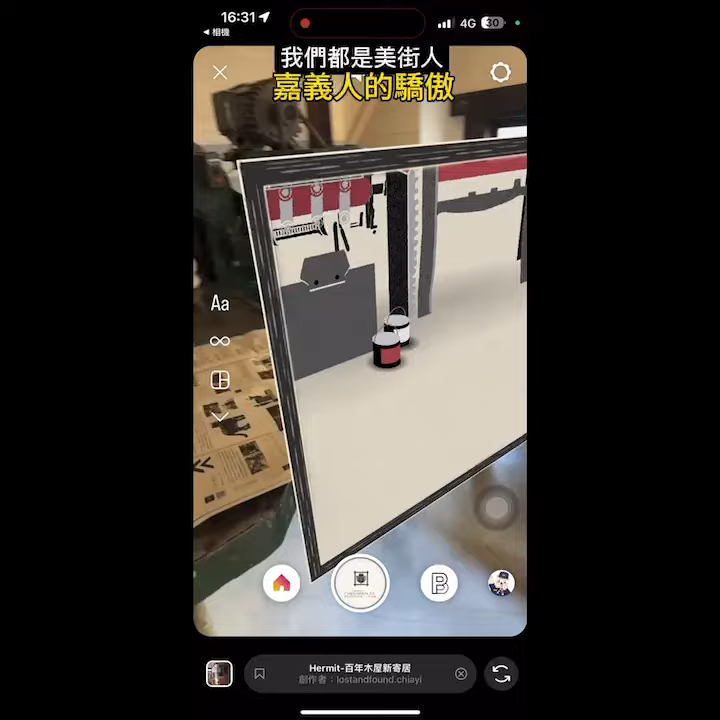 16:31
相機
4G
30
我們都是美街人
嘉義人的驕傲
Aa
B
Hermit-百年木屋新寄居
創作者：lostandfound.chiayi